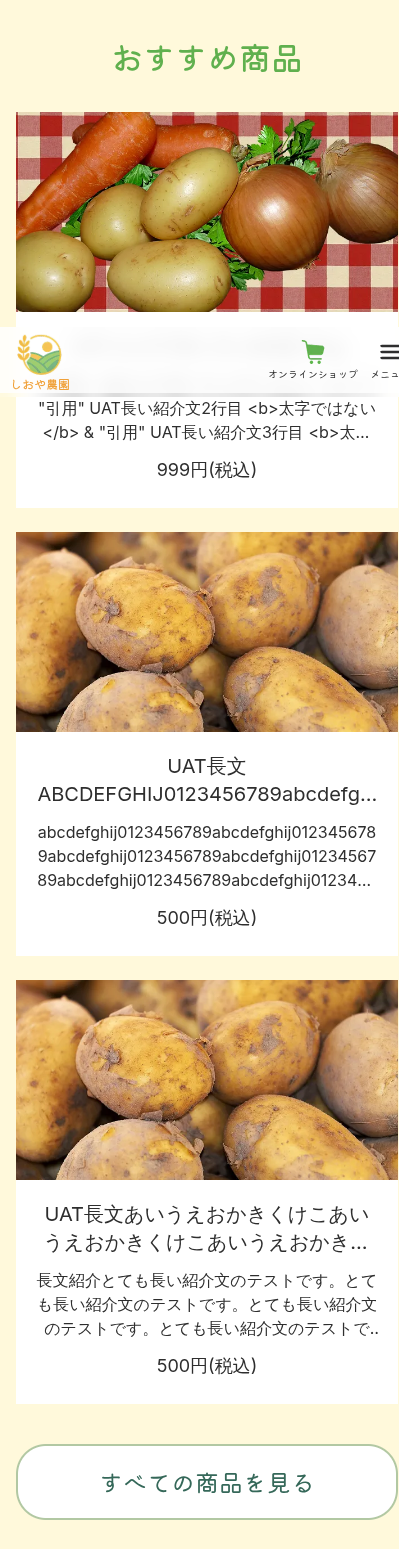 おすすめ商品
しおや農園
オンラインショップ
メニュ
"引用" UAT長い紹介文2行目 <b>太字ではない
</b> & "引用" UAT長い紹介文3行目 <b>太…
999円(税込)
UAT長文
ABCDEFGHIJ0123456789abcdefg…
abcdefghij0123456789abcdefghij012345678
9abcdefghij0123456789abcdefghij01234567
89abcdefghij0123456789abcdefghij01234…
500円(税込)
UAT長文あいうえおかきくけこあい
うえおかきくけこあいうえおかき…
長文紹介とても長い紹介文のテストです。とて
も長い紹介文のテストです。とても長い紹介文
のテストです。とても長い紹介文のテストで..
500円(税込)
すべての商品を見る